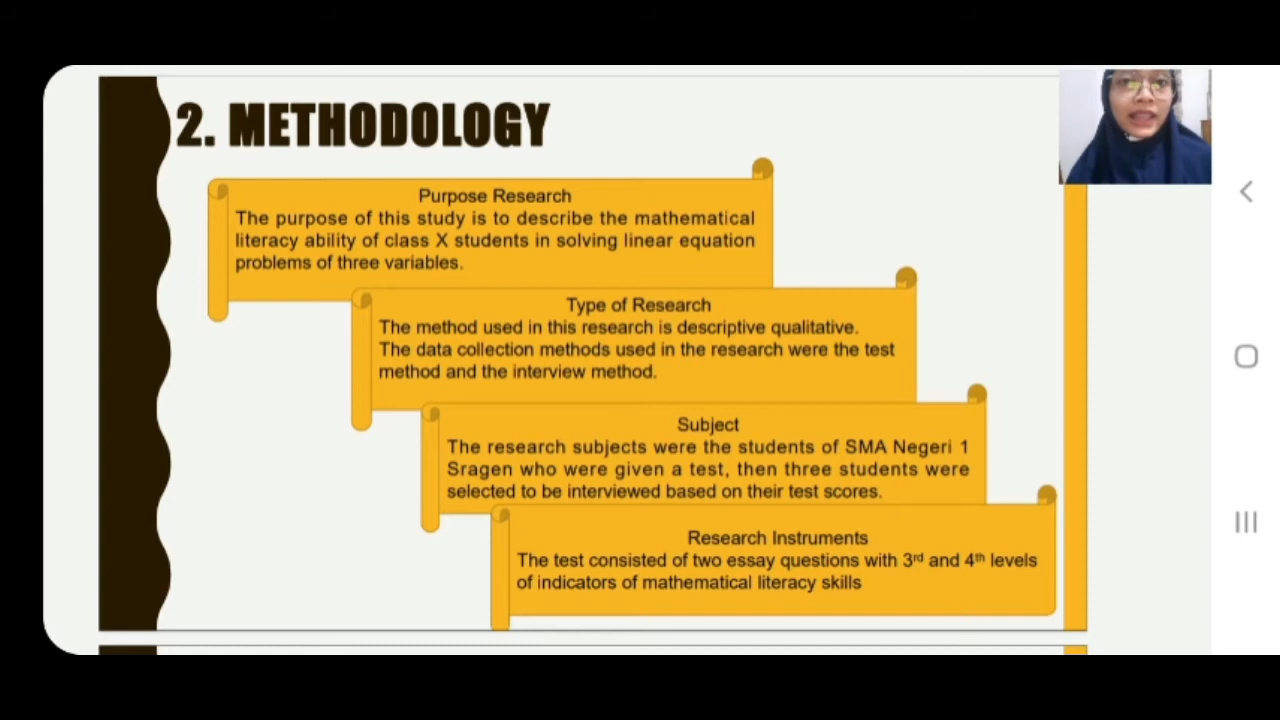 2. METHODOLOGY
Purpose Research
The purpose of this study is to describe the mathematical
literacy ability of class X students in solving linear equation
problems of three variables.
Type of Research
The method used in this research is descriptive qualitative.
The data collection methods used in the research were the test
method and the interview method.
Subject
The research subjects were the students of SMA Negeri 1
Sragen who were given a test, then three students were
selected to be interviewed based on their test scores.
Research Instruments
The test consisted of two essay questions with 3rd and 4th levels
of indicators of mathematical literacy skills